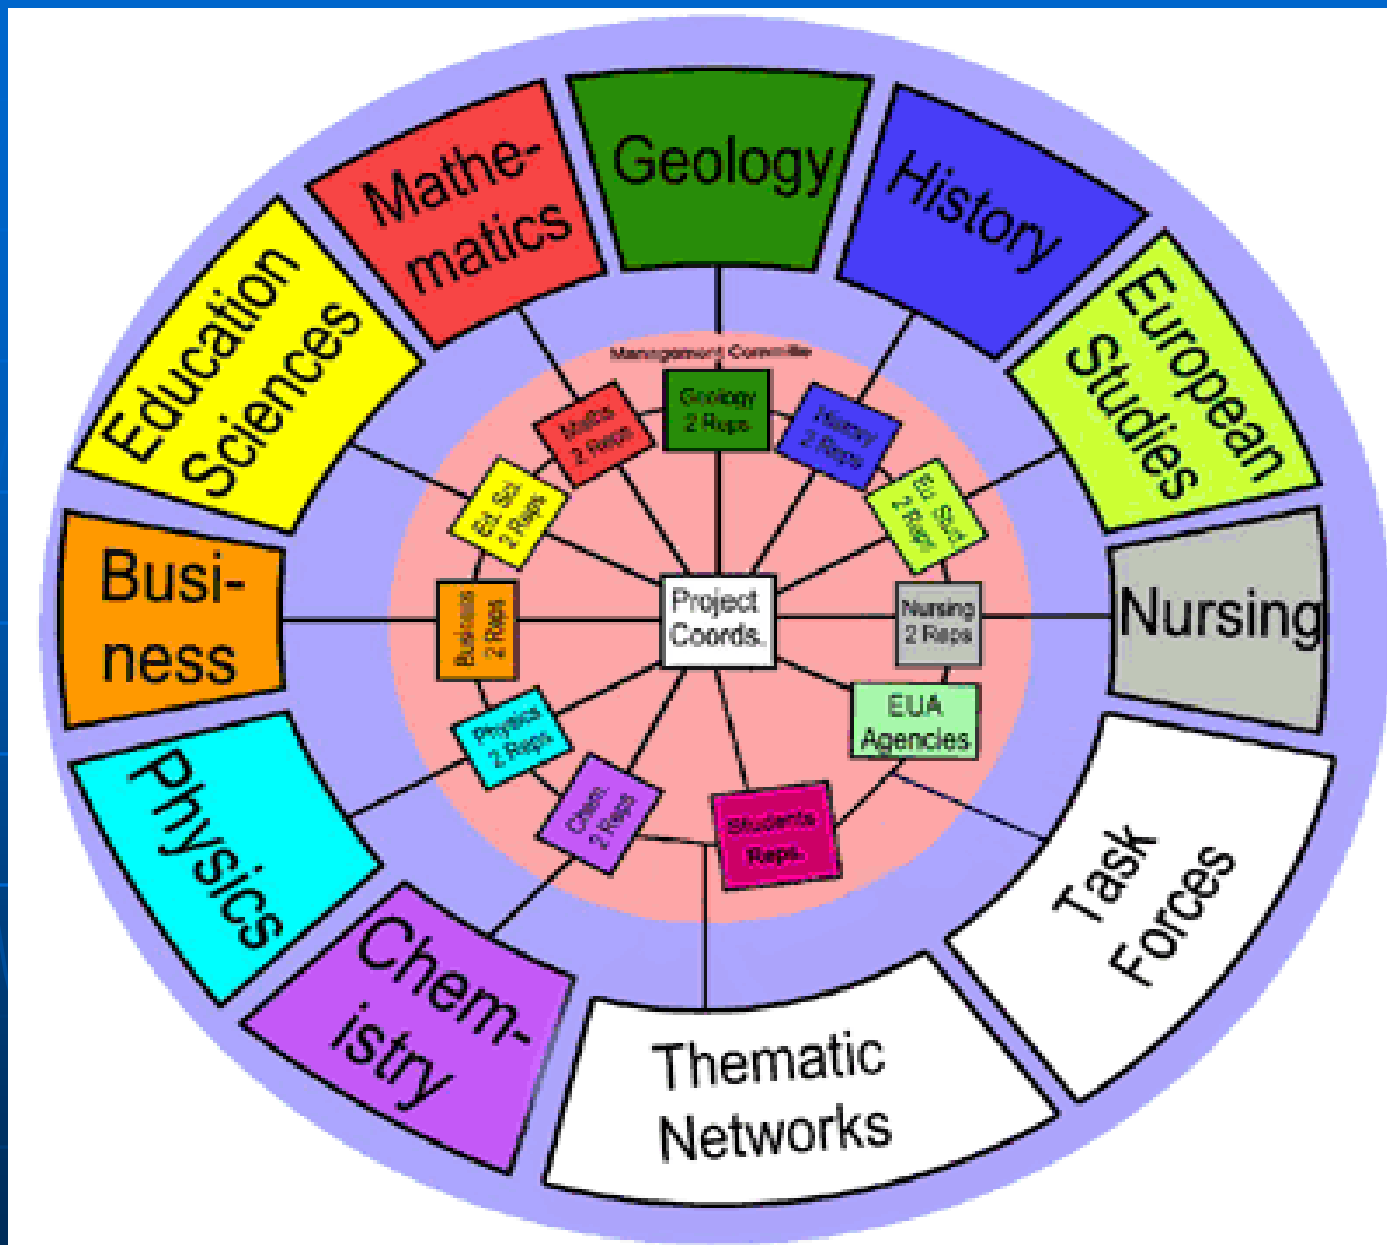 Geology
Mathe-
matics
History
Education
Sciences
European
Studies
Busi-
ness
Nursing
Physics
Chem-
istry
Thematic
Networks
Task
Forces
Management Committie
Geology
2 Reps
Maths
2 Reps
History
2 Reps
Ed. Sci
2 Reps
Eu. Stud
2 Reps
Business
2 Reps
Project
Coords.
Nursing
2 Reps
Physics
2 Reps
EUA
Agencies
Chem.
2 Reps
Students
Reps.